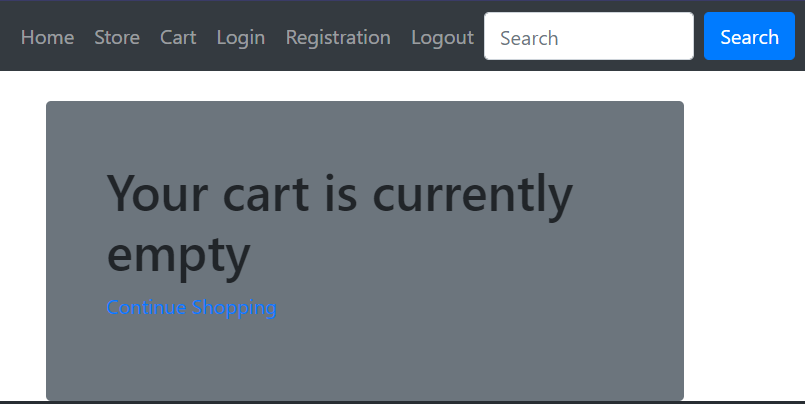 Home Store Cart Login Registration Logout Search Search
Your cart is currently
empty
Continue Shopping